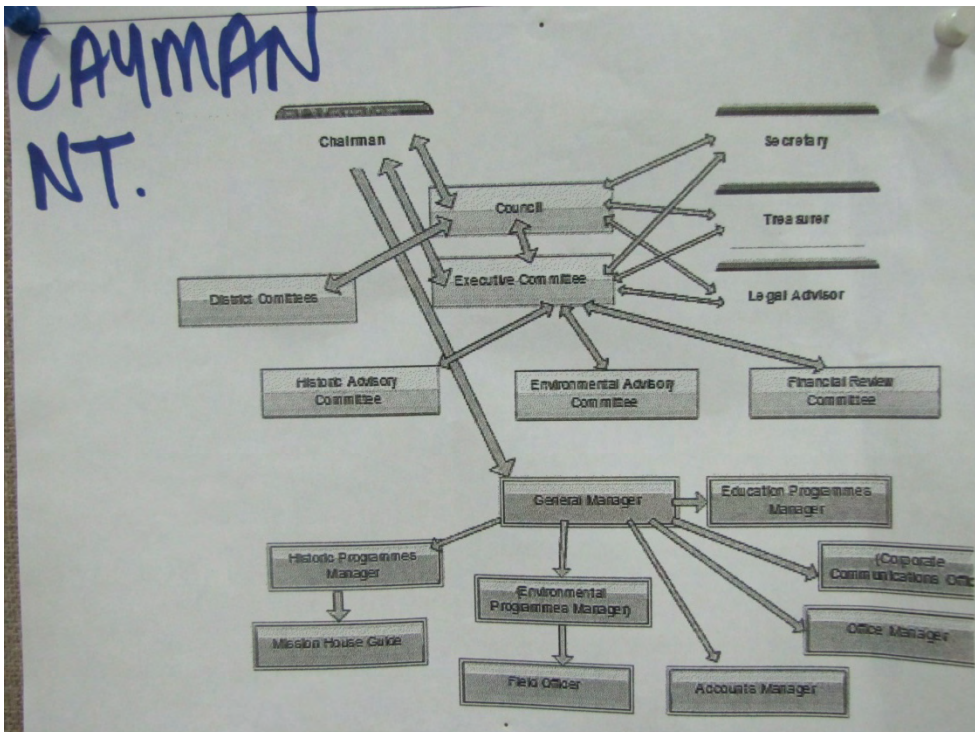 CAYMAN
NT.
Chairman
Secretary
Council
Treasurer
Executive Committee
District Comittees
Legal Advisor
Historic Advisory
Committee
Environmental Advisory
Committee
Financial Review
Committee
General Manager
Education Programmes
Manager
Historic Programmes
Manager
(Corporate
Communications Offic
(Environmental
Programmes Manager)
Mission House Guide
Office Manager
Field Officer
Accounts Manager